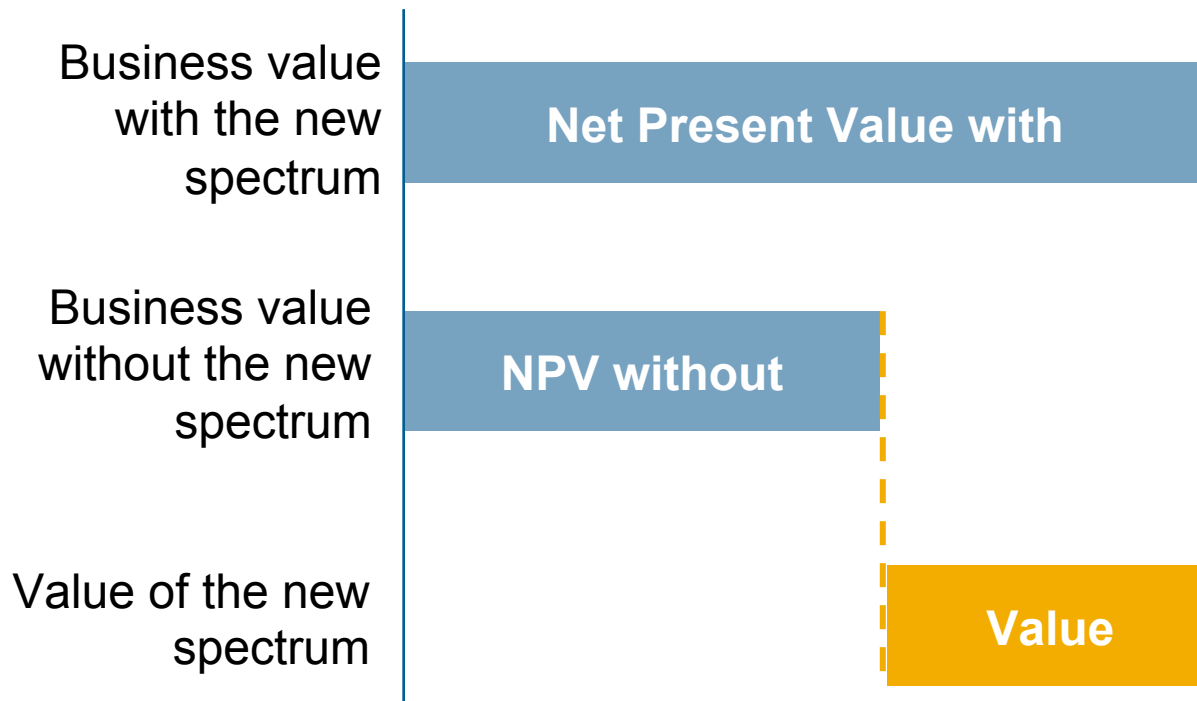 Business value
with the new
spectrum
Net Present Value with
Business value
without the new
spectrum
NPV without
Value of the new
spectrum
Value